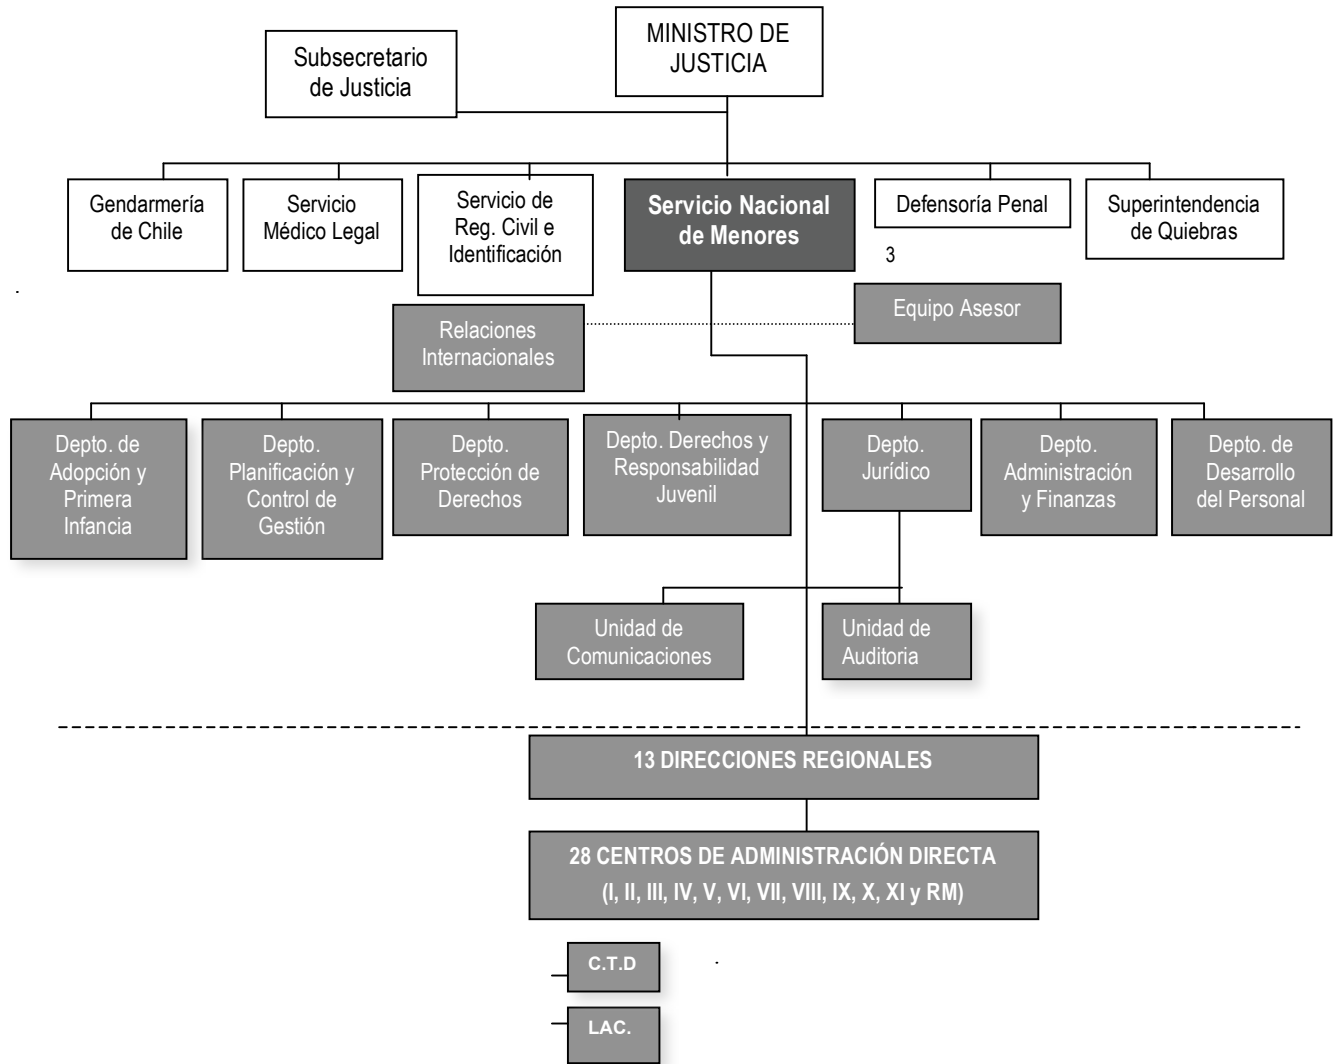 MINISTRO DE
JUSTICIA
Subsecretario
de Justicia
Gendarmería
de Chile
Servicio
Médico Legal
Servicio de
Reg. Civil e
Identificación
Servicio Nacional
de Menores
Defensoría Penal
Superintendencia
de Quiebras
3
.
Relaciones
Internacionales
Equipo Asesor
Depto. de
Adopción y
Primera
Infancia
Depto.
Planificación y
Control de
Gestión
Depto.
Protección de
Derechos
Depto. Derechos y
Responsabilidad
Juvenil
Depto.
Jurídico
Depto.
Administración
y Finanzas
Depto. de
Desarrollo
del Personal
Unidad de
Comunicaciones
Unidad de
Auditoria
13 DIRECCIONES REGIONALES
28 CENTROS DE ADMINISTRACIÓN DIRECTA
(I, II, III, IV, V, VI, VII, VIII, IX, X, XI y RM)
C.T.D
.
LAC.